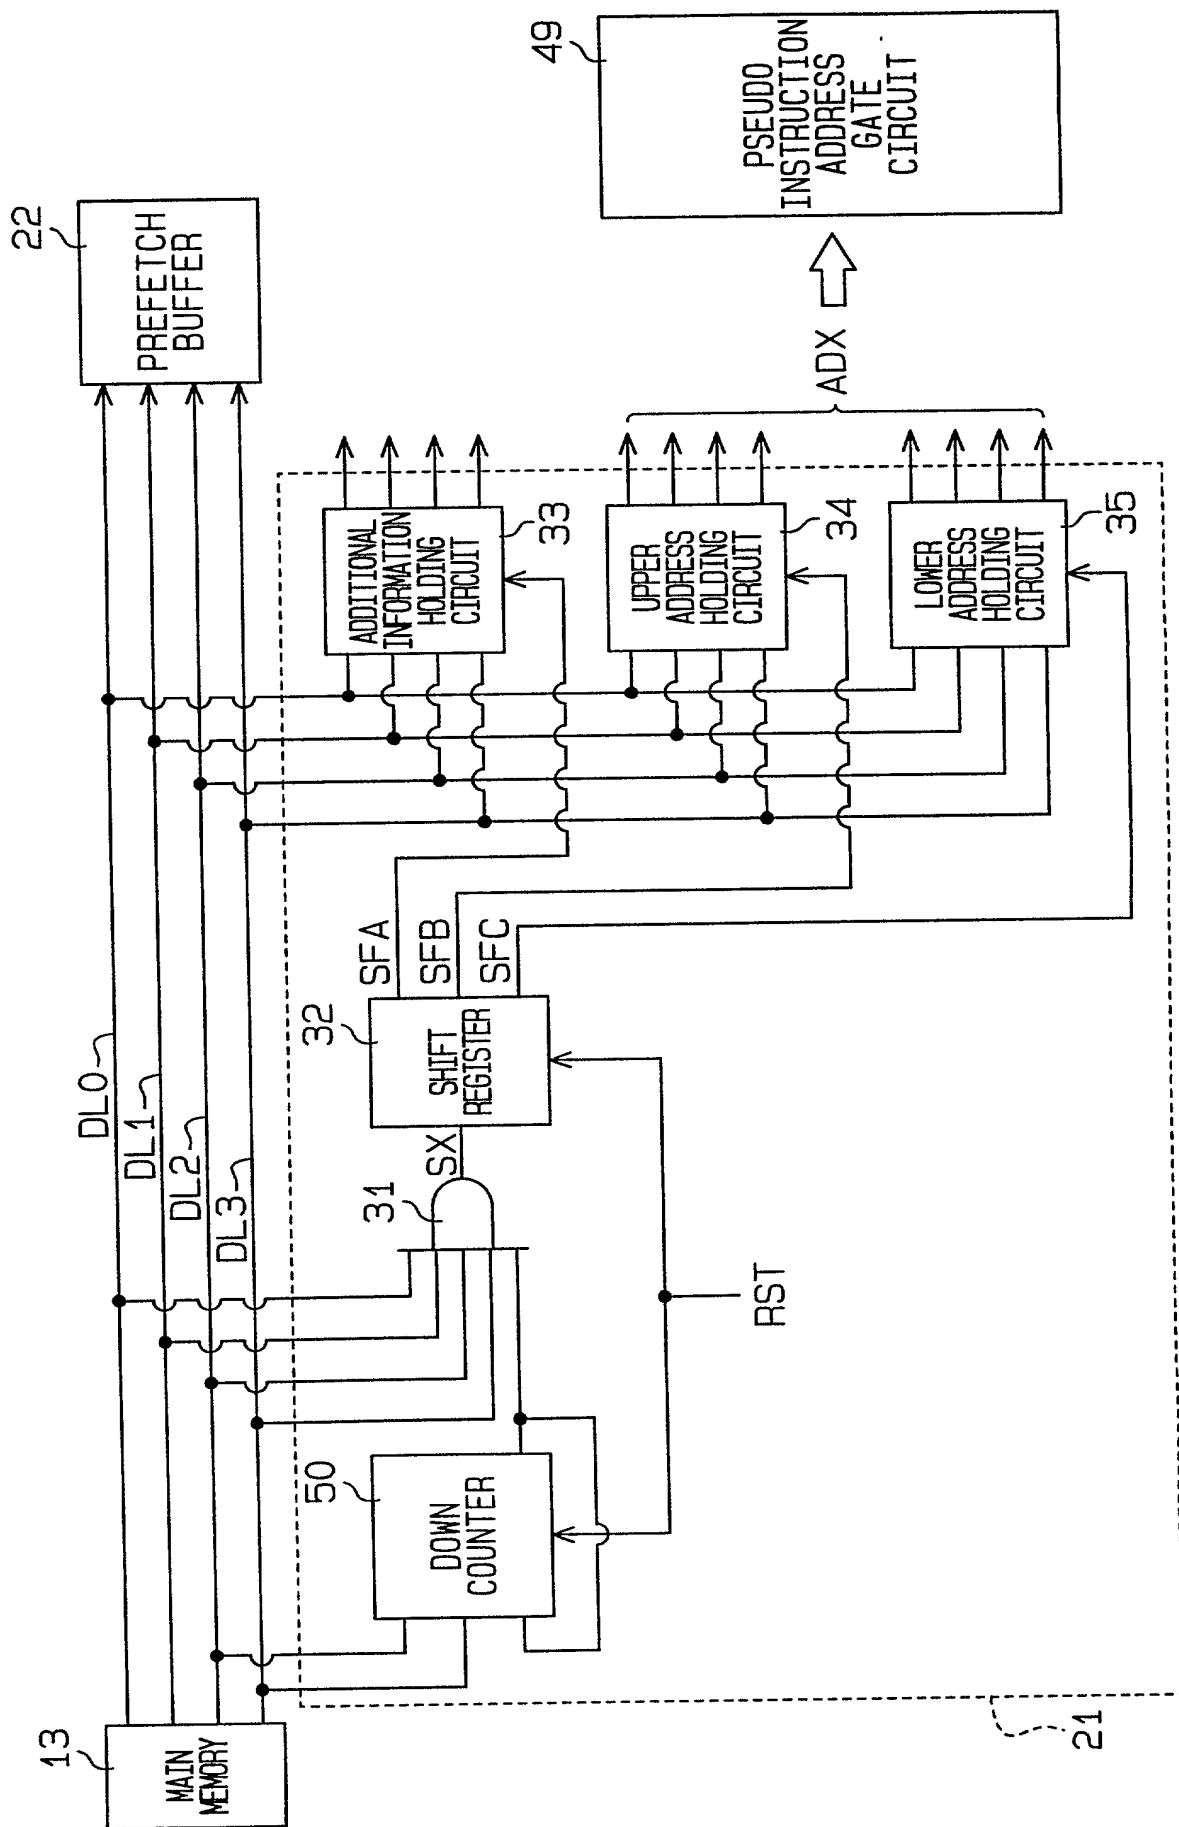 13
MAIN
MEMORY
DL0
DL1
DL2
DL3
22
PREFETCH
BUFFER
50
DOWN
COUNTER
31
SX
32
SHIFT
REGISTER
SFA
SFB
SFC
RST
ADDITIONAL
INFORMATION
HOLDING
CIRCUIT
33
UPPER
ADDRESS
HOLDING
CIRCUIT
34
LOWER
ADDRESS
HOLDING
CIRCUIT
35
ADX
49
PSEUDO
INSTRUCTION
ADDRESS
GATE
CIRCUIT
21